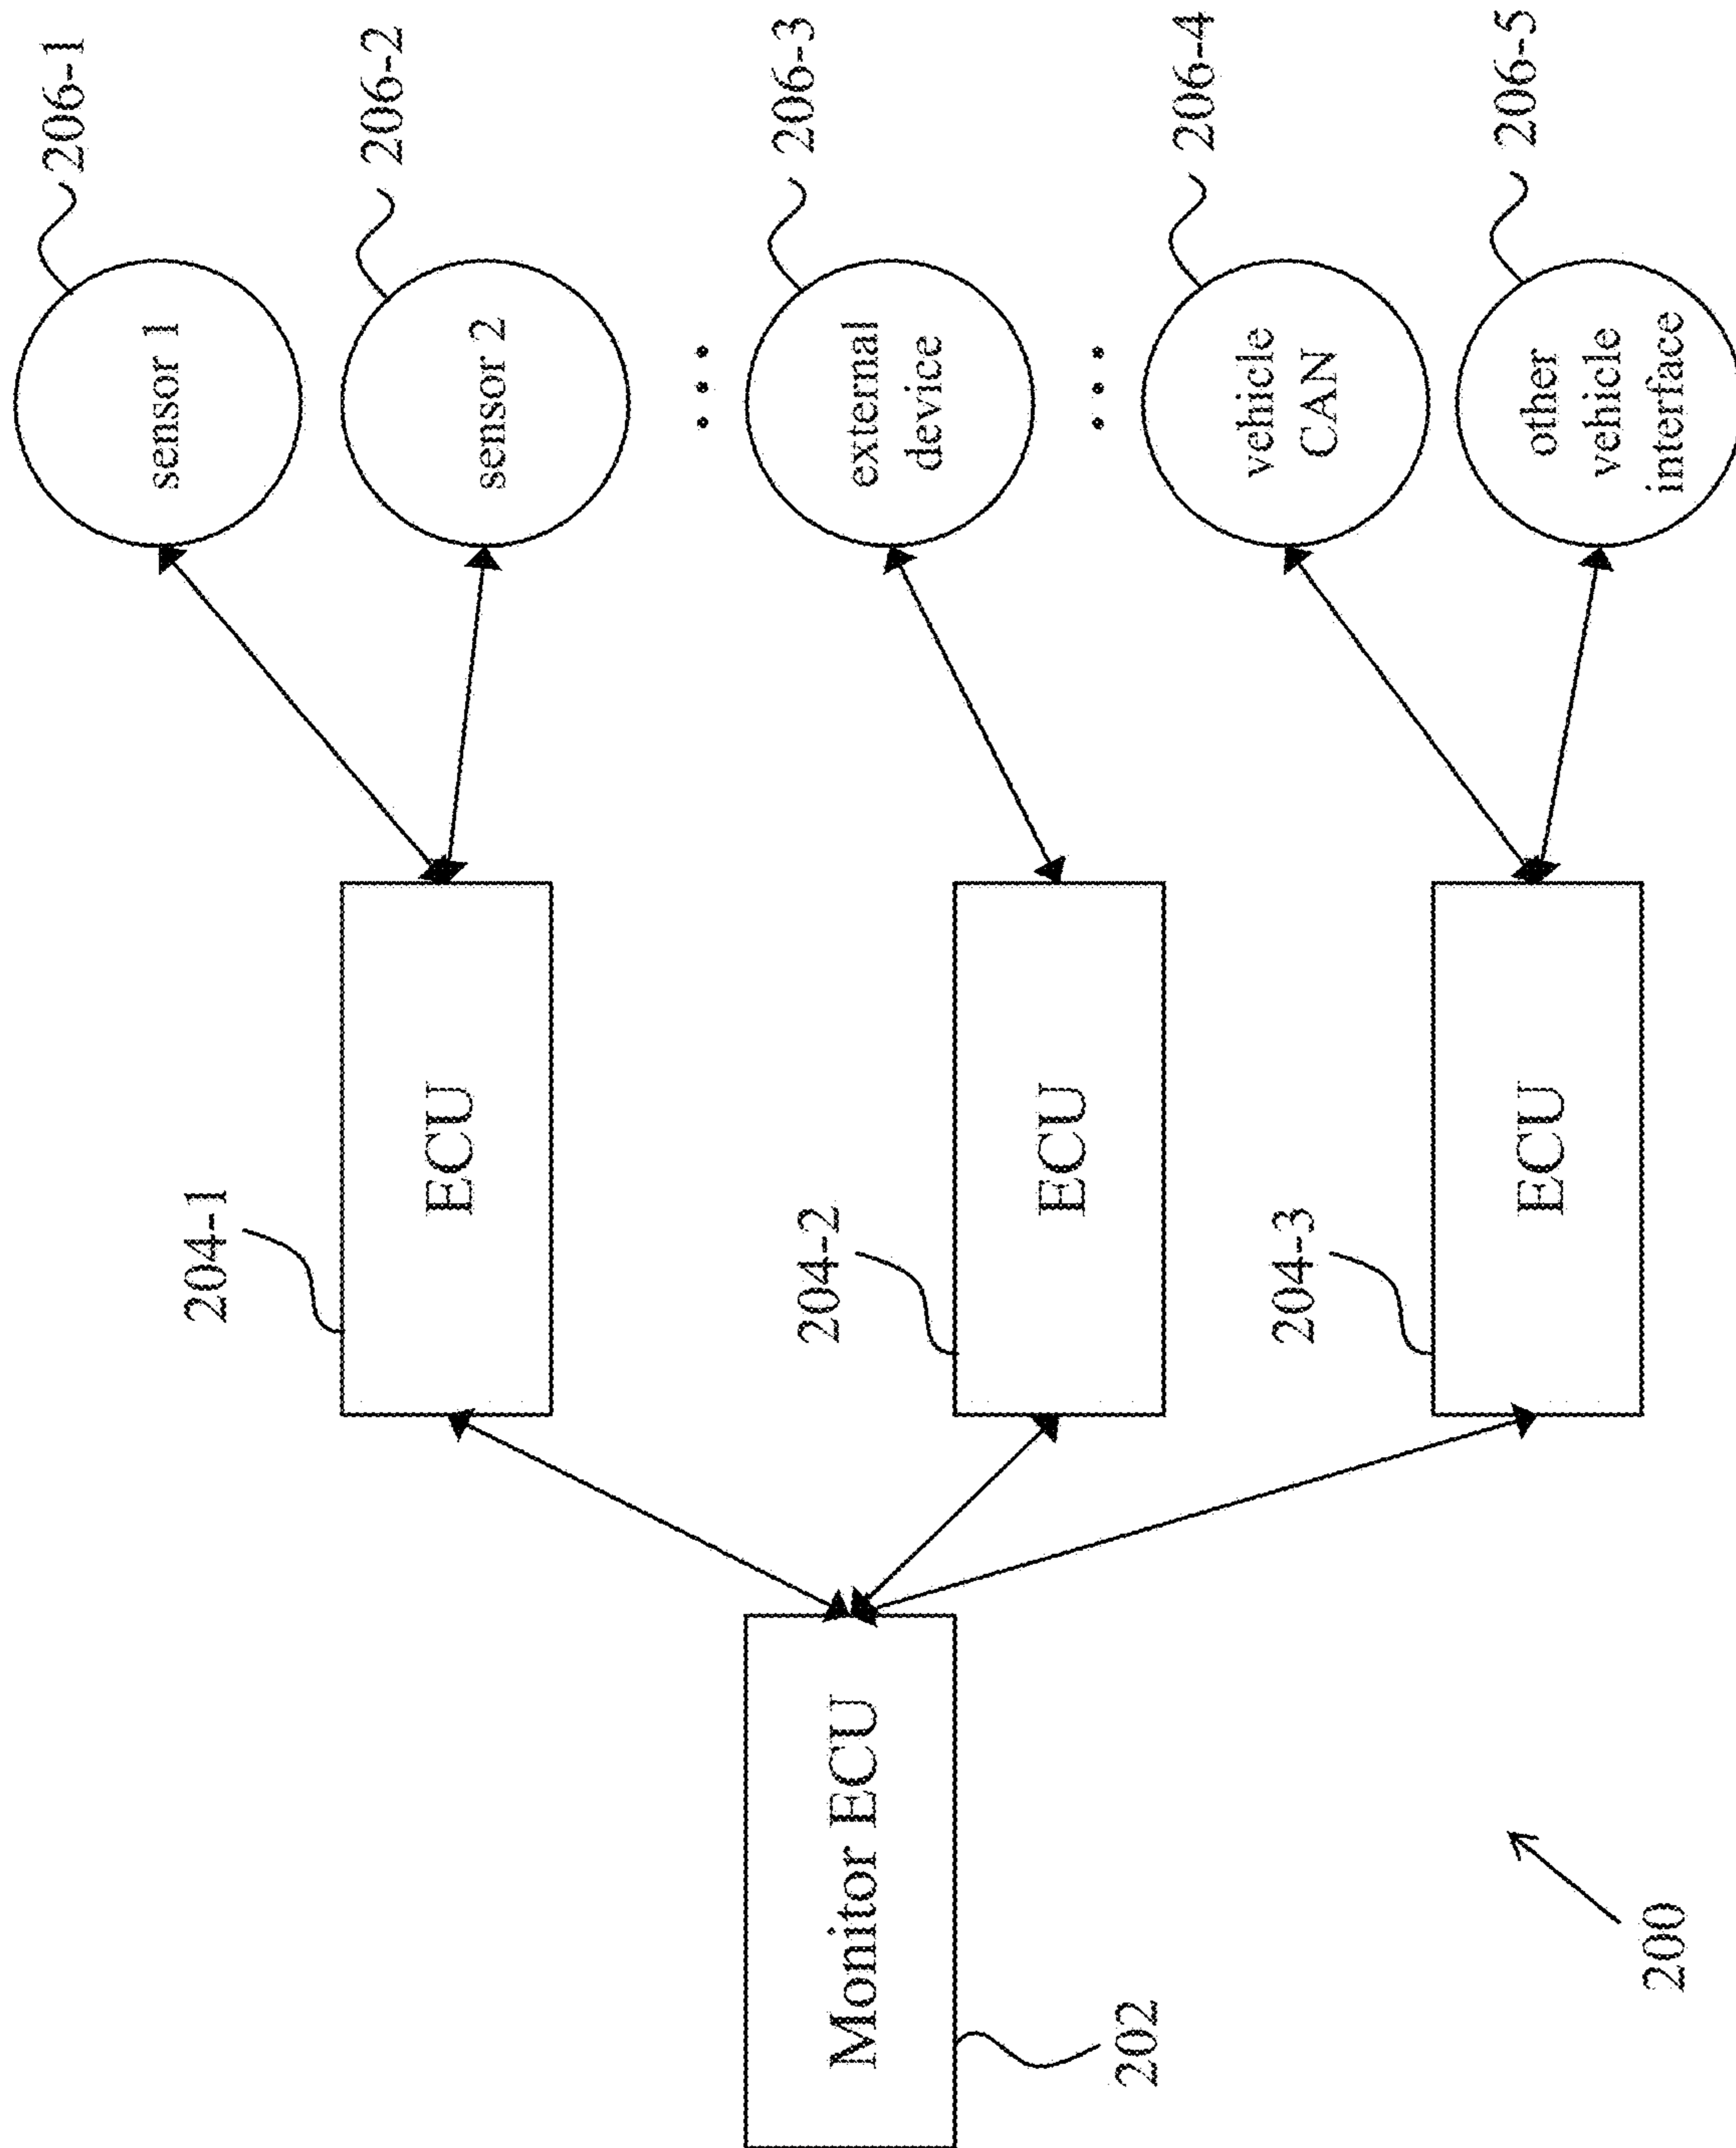 206-1
sensor 1
206-2
sensor 2
...
206-3
external
device
...
206-4
vehicle
CAN
206-5
other
vehicle
interface
204-1
ECU
204-2
ECU
204-3
ECU
Monitor ECU
202
200